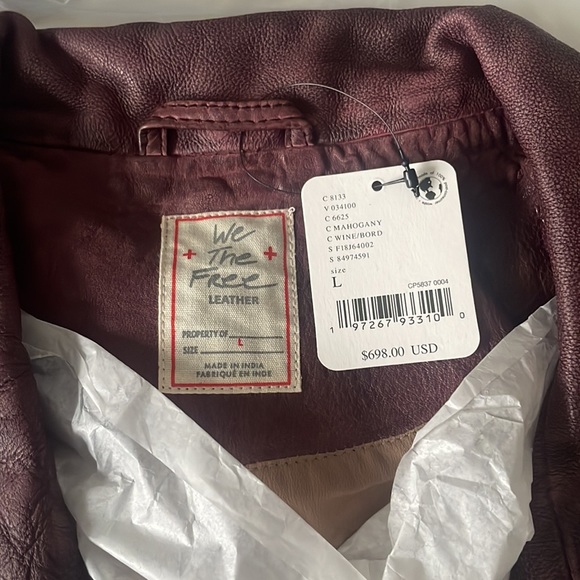 We
+ The +
Free
LEATHER
PROPERTY OF
L
SIZE
MADE IN INDIA
FABRIQUÉ EN INDE
C 8133
V 034100
C 6625
C MAHOGANY
C WINE/BORD
S F18J64002
S 84974591
size
L
CP5837 0004
1 97267 93310 0
$698.00 USD